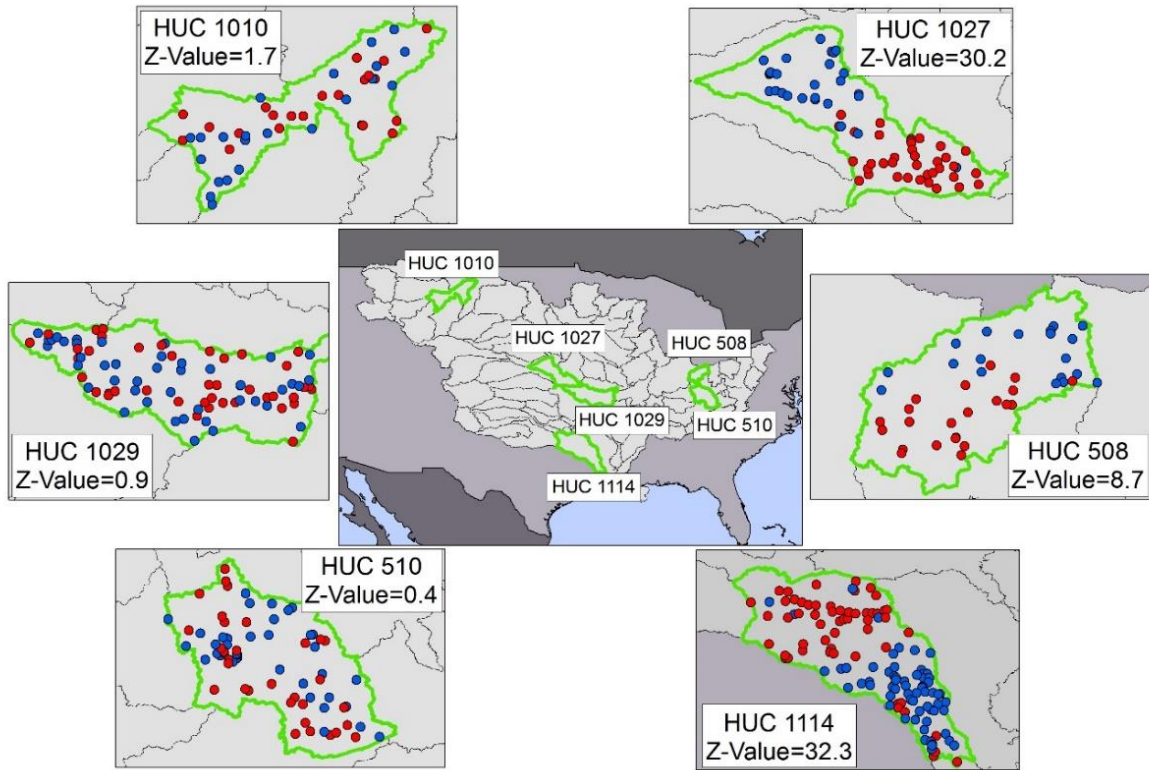 HUC 1010
Z-Value=1.7
HUC 1027
Z-Value=30.2
HUC 1010
HUC 1027
HUC 508
HUC 1029
HUC 510
HUC 1114
HUC 1029
Z-Value=0.9
HUC 508
Z-Value=8.7
HUC 510
Z-Value=0.4
HUC 1114
Z-Value=32.3